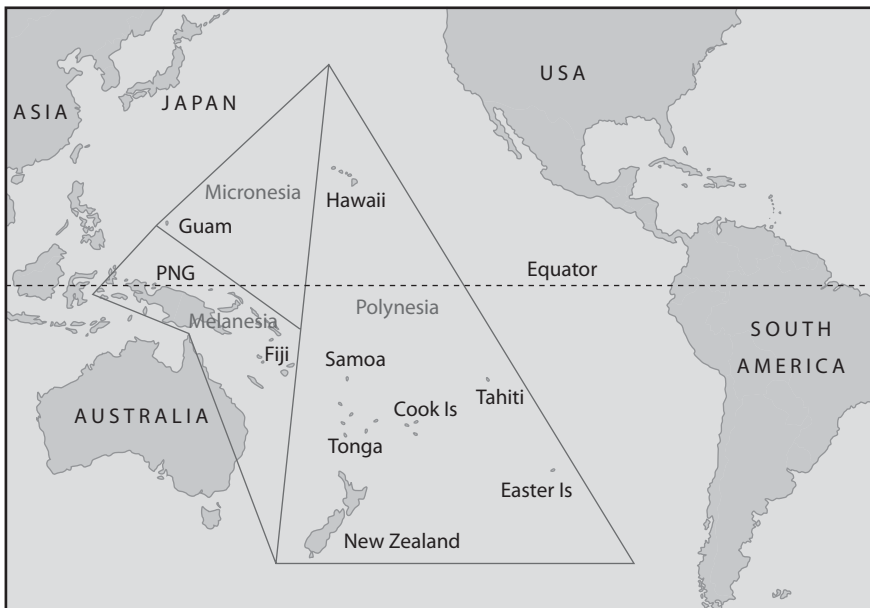 USA
ASIA
JAPAN
Micronesia
Hawaii
Guam
PNG
Equator
Polynesia
Melanesia
SOUTH
AMERICA
Fiji
Samoa
Tahiti
Cook Is
AUSTRALIA
Tonga
Easter Is
New Zealand